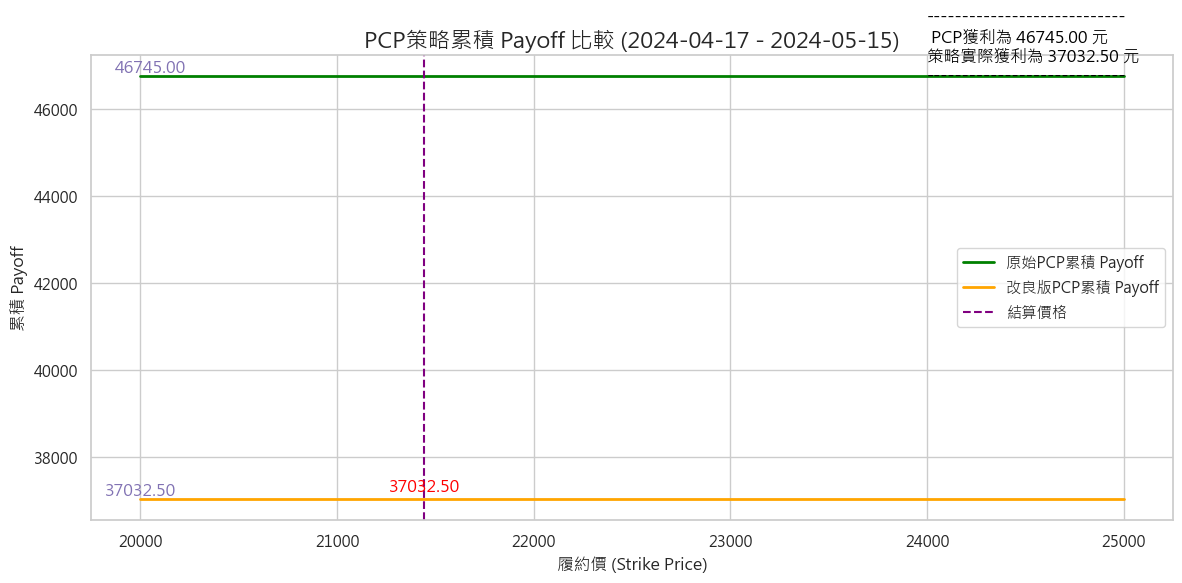 --------------------------------
PCP獲利為 46745.00 元
策略實際獲利為 37032.50 元
--------------------------------
PCP策略累積 Payoff 比較 (2024-04-17 - 2024-05-15)
46745.00
46000
44000
42000
40000
38000
累積 Payoff
原始PCP累積 Payoff
改良版PCP累積 Payoff
結算價格
37032.50
37032.50
20000
21000
22000
23000
24000
25000
履約價 (Strike Price)